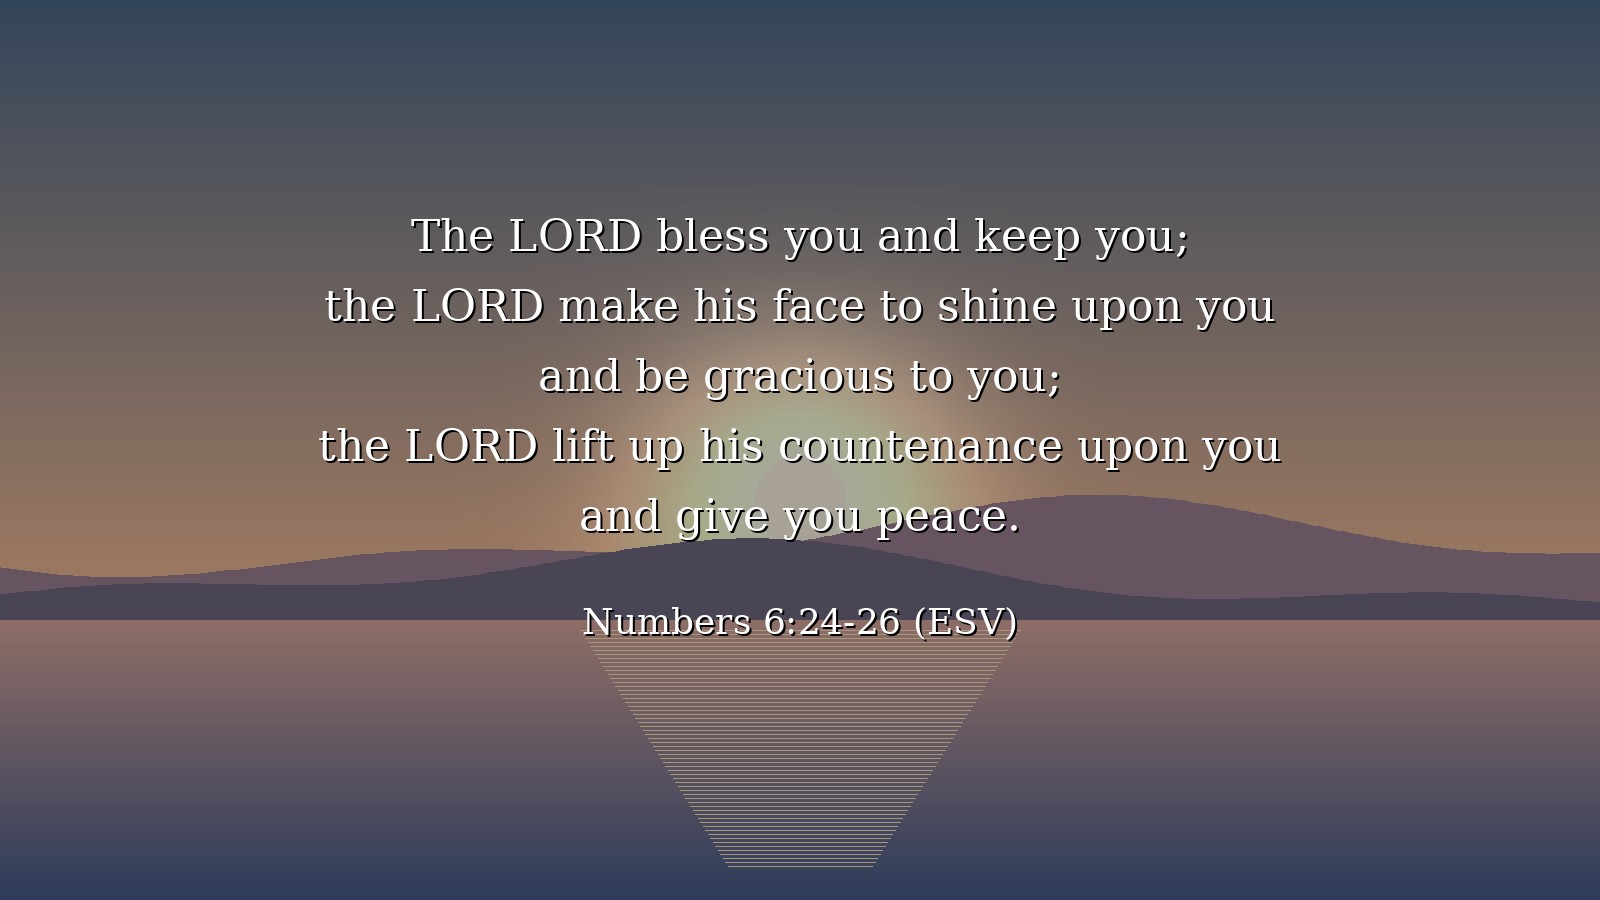 The LORD bless you and keep you;
the LORD make his face to shine upon you
and be gracious to you;
the LORD lift up his countenance upon you
and give you peace.
Numbers 6:24-26 (ESV)